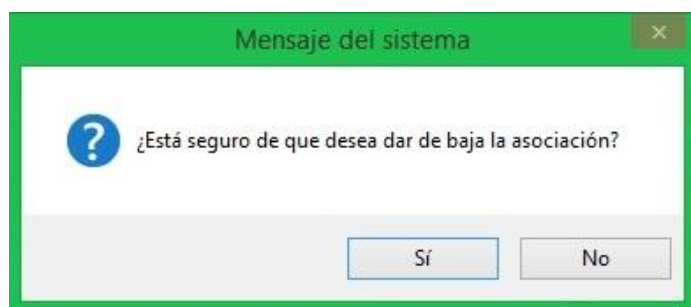 Mensaje del sistema
¿Está seguro de que desea dar de baja la asociación?
Sí No